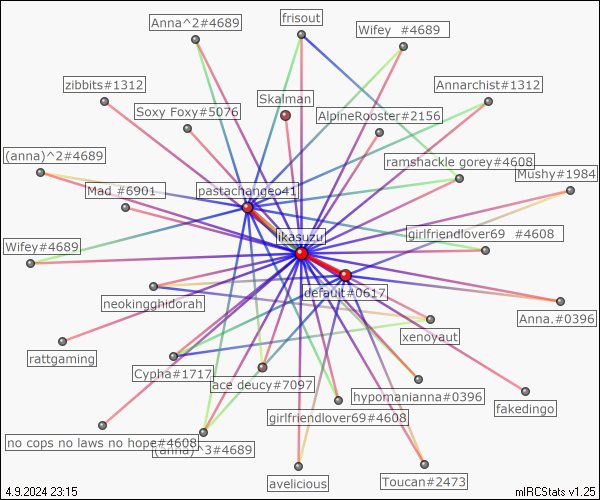 Anna^2#4689
frisout
Wifey  #4689
zibbits#1312
Annarchist#1312
Skalman
Soxy Foxy#5076
AlpineRooster#2156
(anna)^2#4689
ramshackle gorey#4608
Mushy#1984
Mad #6901
pastachangeo41
Wifey#4689
ikasuzu
girlfriendlover69  #4608
default#0617
neokingghidorah
Anna.#0396
xenoyaut
rattgaming
Cypha#1717
ace deucy#7097
hypomanianna#0396
fakedingo
girlfriendlover69#4608
no cops no laws no hope#4608
(anna)^3#4689
avelicious
Toucan#2473
4.9.2024 23:15
mIRCStats v1.25